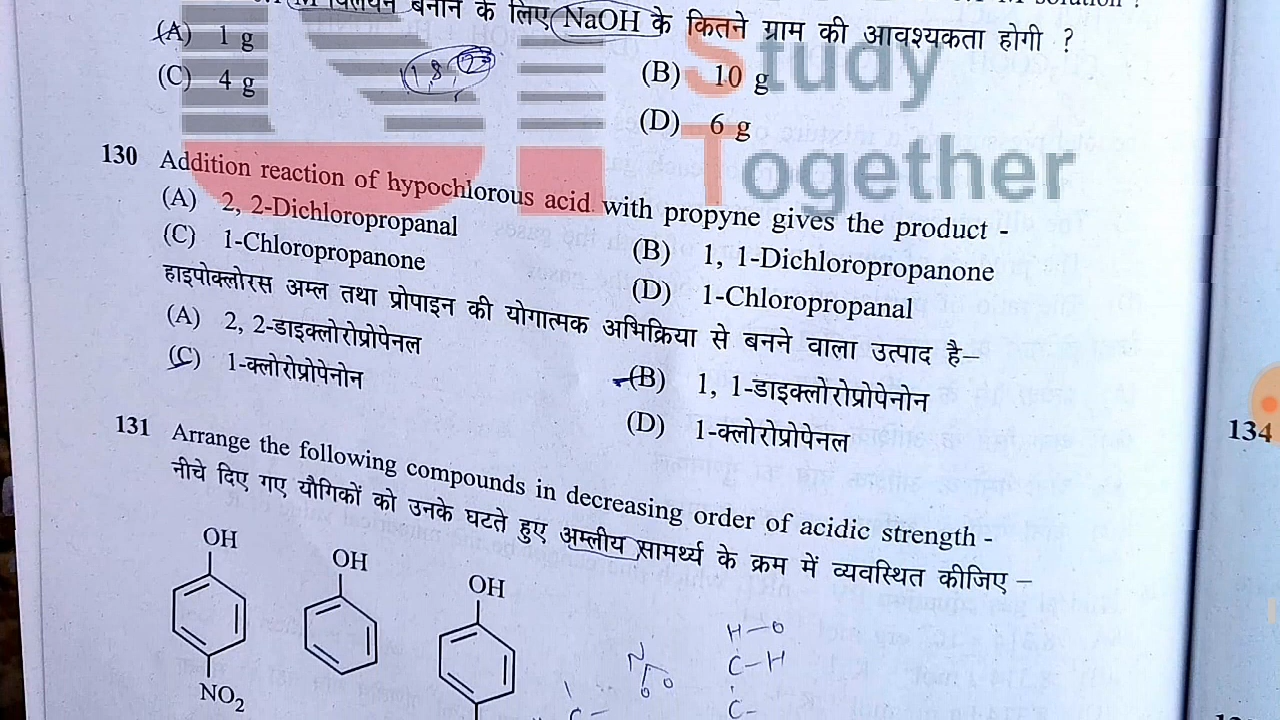 बनाने के लिए NaOH के कितने ग्राम की आवश्यकता होगी ?
(A) 1 g
(B) 10 g
(C) 4 g
(D) 6 g
Study
Together
130 Addition reaction of hypochlorous acid with propyne gives the product -
(A) 2, 2-Dichloropropanal
(B) 1, 1-Dichloropropanone
(C) 1-Chloropropanone
(D) 1-Chloropropanal
हाइपोक्लोरस अम्ल तथा प्रोपाइन की योगात्मक अभिक्रिया से बनने वाला उत्पाद है–
(A) 2, 2-डाइक्लोरोप्रोपेनल
(B) 1, 1-डाइक्लोरोप्रोपेनोन
(C) 1-क्लोरोप्रोपेनोन
(D) 1-क्लोरोप्रोपेनल
131 Arrange the following compounds in decreasing order of acidic strength -
नीचे दिए गए यौगिकों को उनके घटते हुए अम्लीय सामर्थ्य के क्रम में व्यवस्थित कीजिए –
OH OH OH
NO₂
H-O
C-H
C-
134